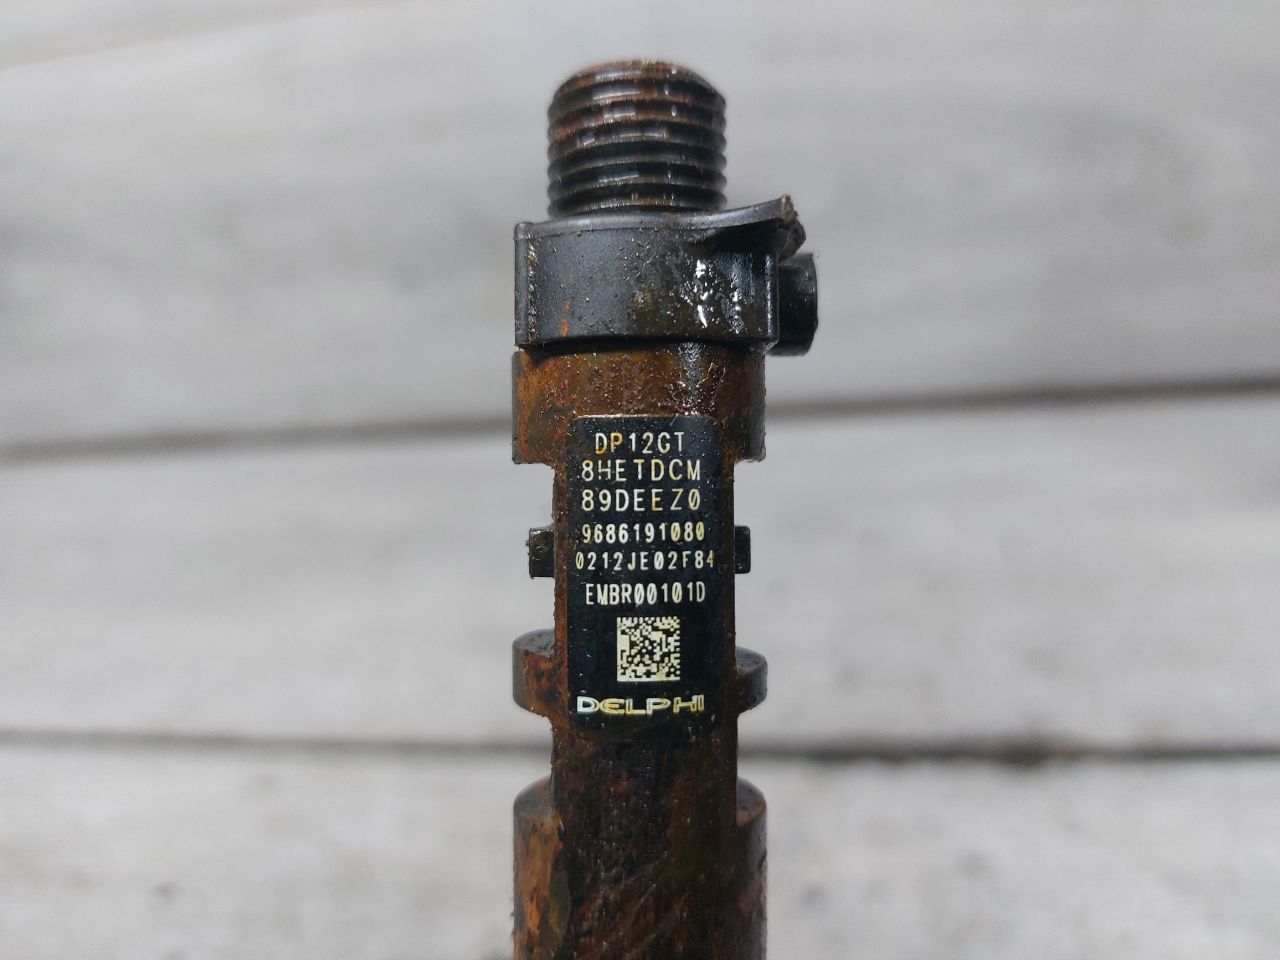 DP12GT
8HETDCM
89DEEZ0
9686191080
0212JE02F84
EMBR00101D
DELPHI